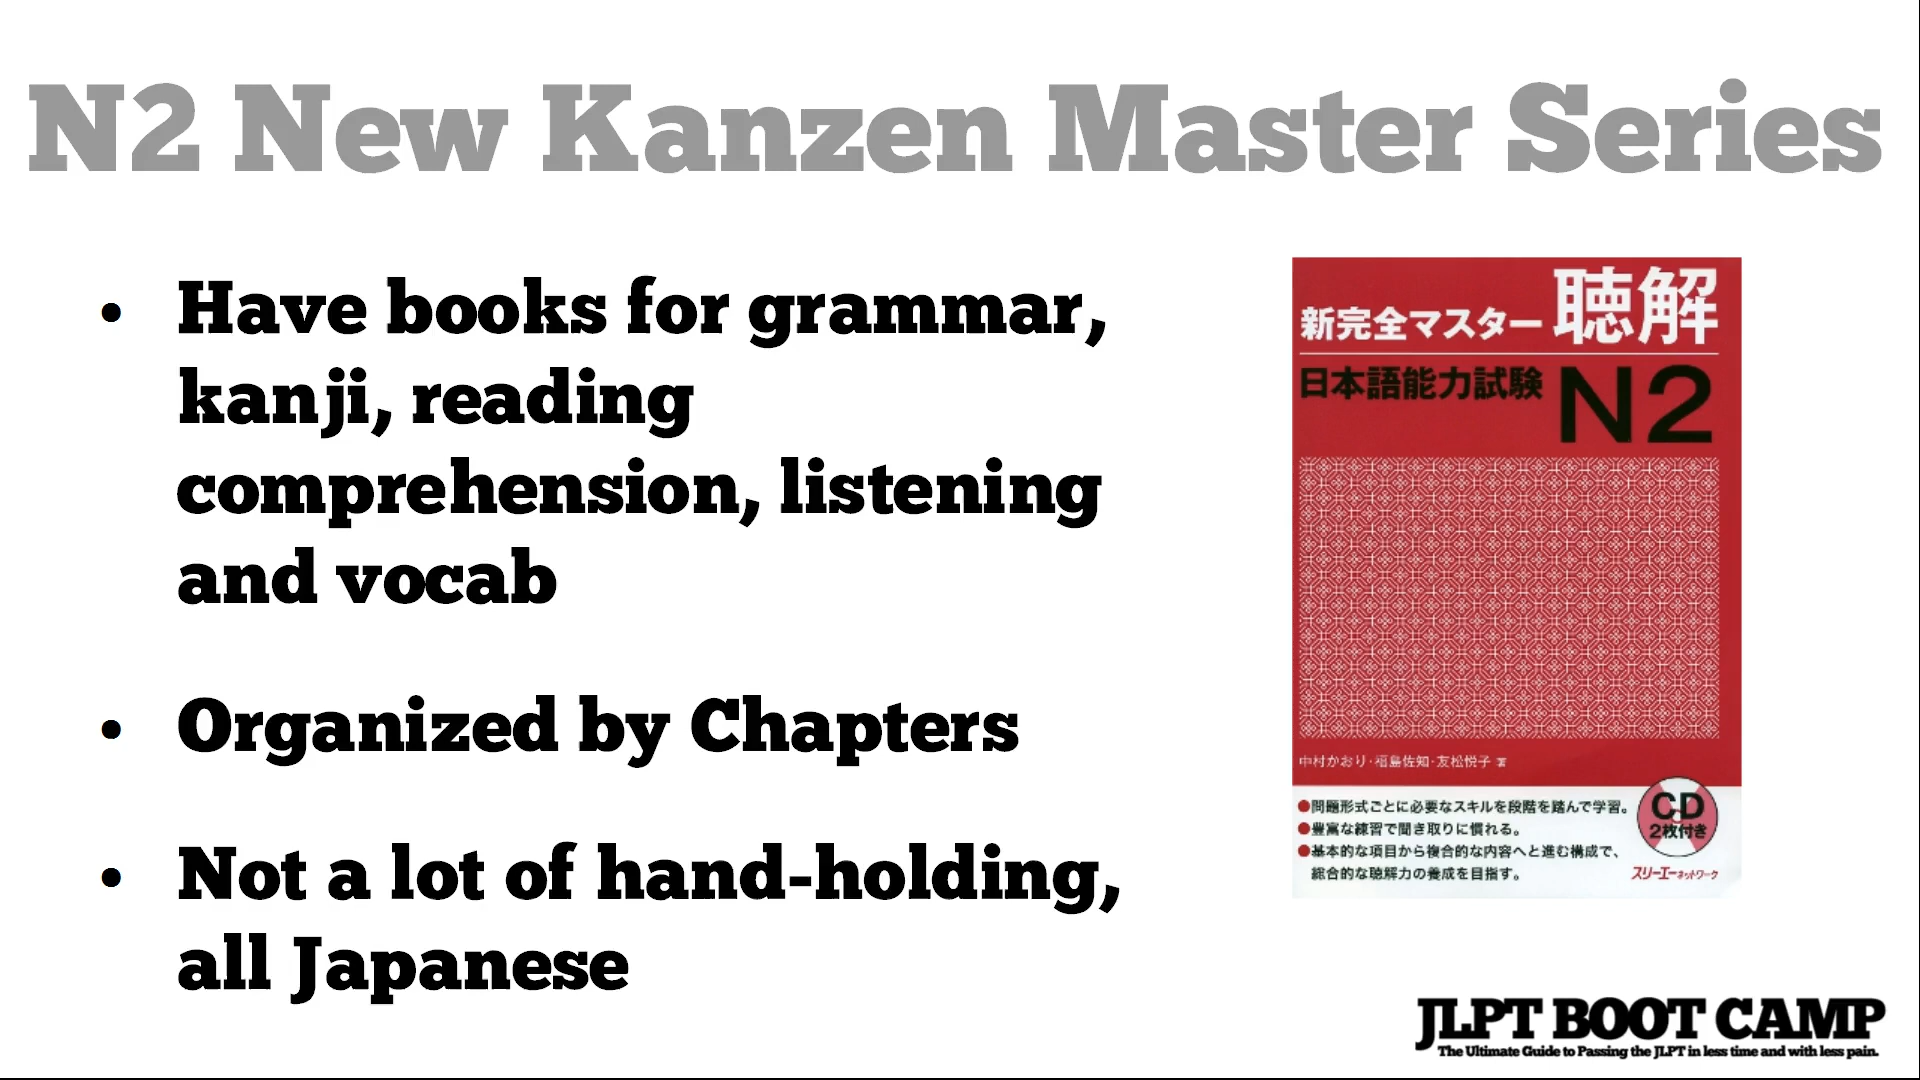 N2 New Kanzen Master Series
• Have books for grammar,
kanji, reading
comprehension, listening
and vocab
• Organized by Chapters
• Not a lot of hand-holding,
all Japanese
新完全マスター 聴解
日本語能力試験 N2
中村かおり・福島佐知・友松悦子 著
●問題形式ごとに必要なスキルを段階を踏んで学習。
●豊富な練習で聞き取りに慣れる。
●基本的な項目から複合的な内容へと進む構成で、
総合的な聴解力の養成を目指す。
CD
2枚付き
スリーエーネットワーク
JLPT BOOT CAMP
The Ultimate Guide to Passing the JLPT in less time and with less pain.